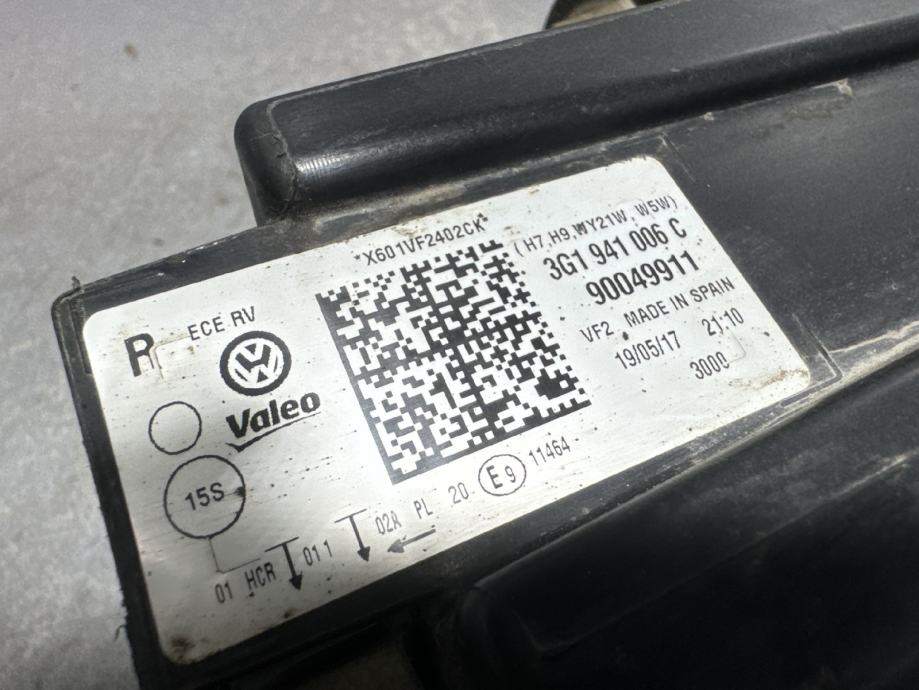 *X601VF2402CK*
(H7,H9,WY21W,W5W)
3G1 941 006 C
90049911
VF2 MADE IN SPAIN
19/05/17 21:10
3000
R ECE RV
VW
Valeo
15S
01 HCR 01 1 02A PL 20 E9 11464